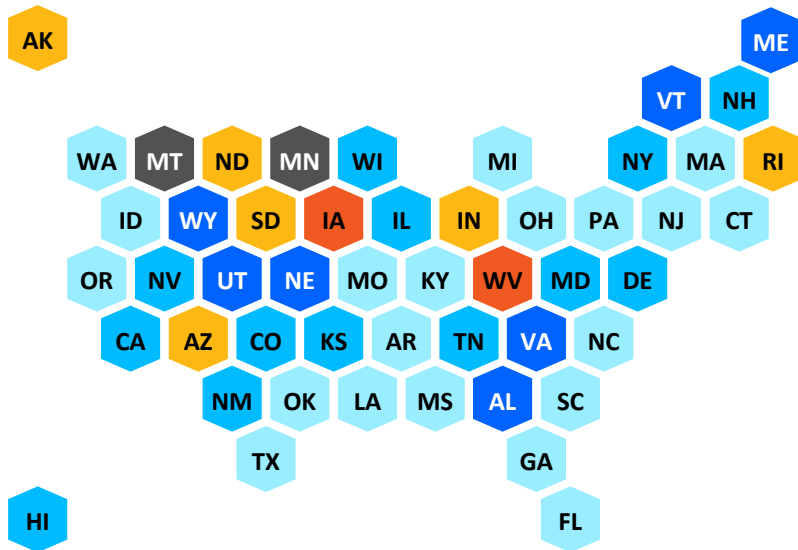 AK ME
VT NH
WA MT ND MN WI MI NY MA RI
ID WY SD IA IL IN OH PA NJ CT
OR NV UT NE MO KY WV MD DE
CA AZ CO KS AR TN VA NC
NM OK LA MS AL SC
TX GA
HI FL